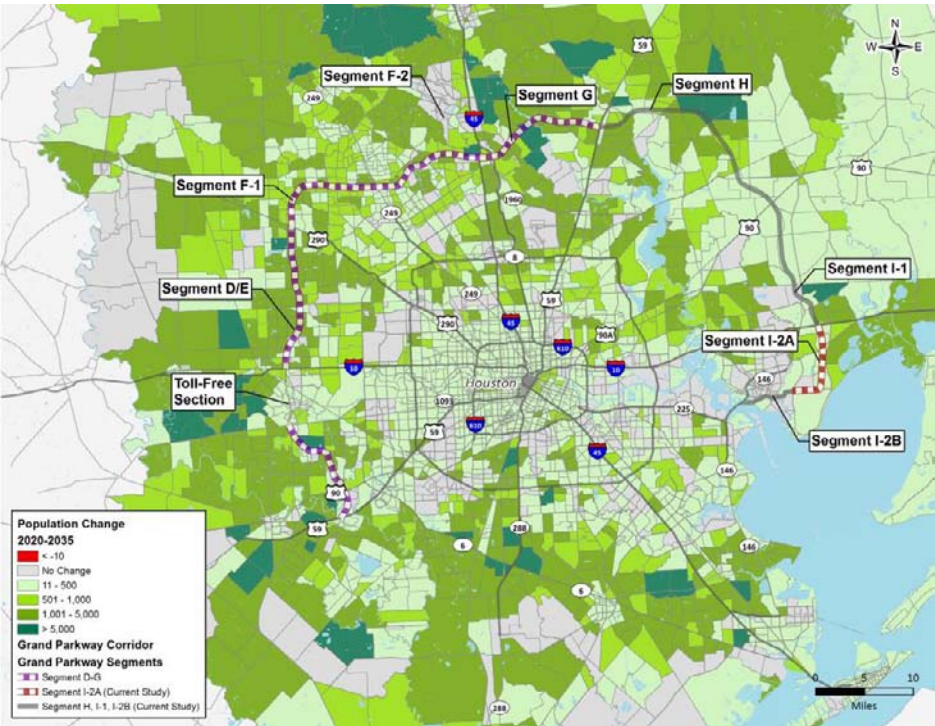 N
W E
S
59
Segment F-2
Segment H
249
Segment G
45
90
Segment F-1
1960
249
90
290
8
Segment I-1
Segment D/E
249
59
290
45
90A
Segment I-2A
610
10
10
Toll-Free
Section
Houston
146
1093
225
59
610
Segment I-2B
45
146
90
59
288
6
146
6
288
Population Change
2020-2035
< -10
No Change
11 - 500
501 - 1,000
1,001 - 5,000
> 5,000
Grand Parkway Corridor
Grand Parkway Segments
Segment D-G
Segment I-2A (Current Study)
Segment H, I-1, I-2B (Current Study)
0 5 10
Miles